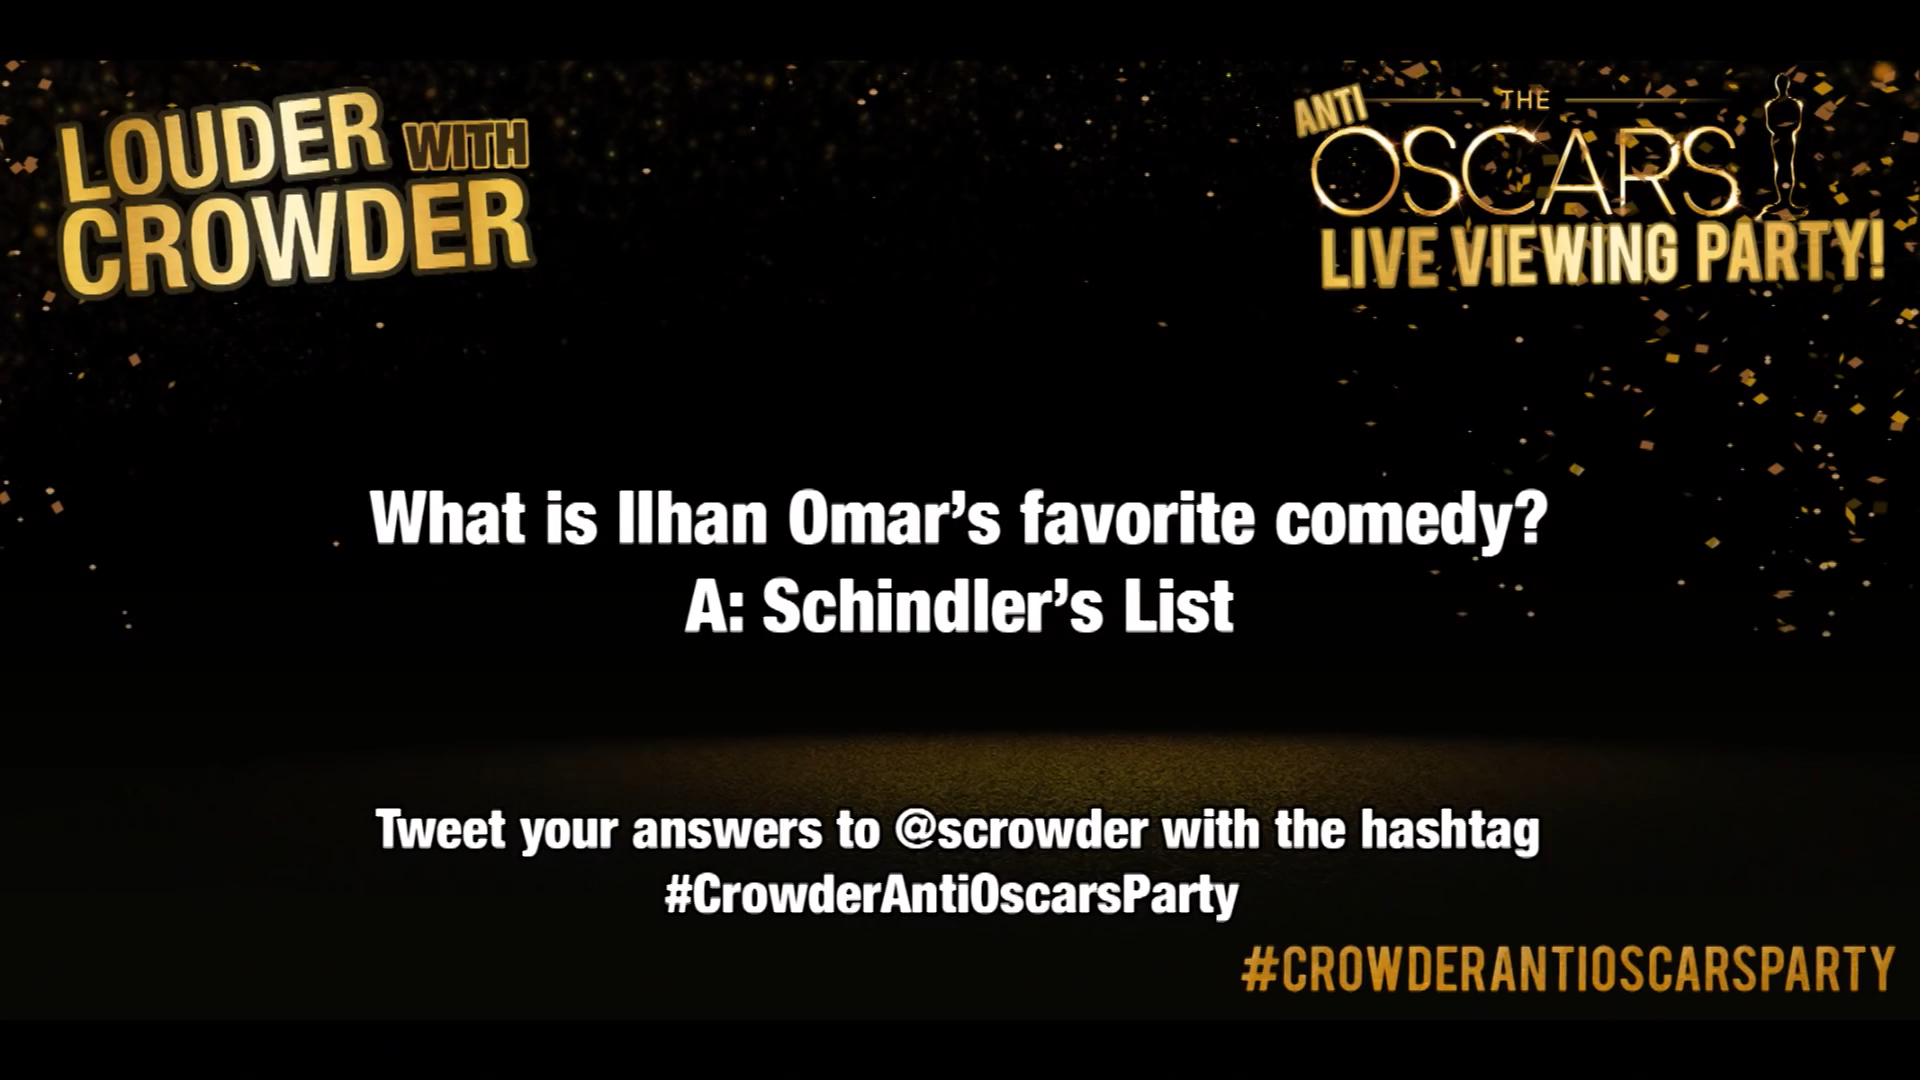 LOUDER WITH
CROWDER
ANTI
THE
OSCARS
LIVE VIEWING PARTY!
What is Ilhan Omar's favorite comedy?
A: Schindler's List
Tweet your answers to @scrowder with the hashtag
#CrowderAntiOscarsParty
#CROWDERANTIOSCARSPARTY